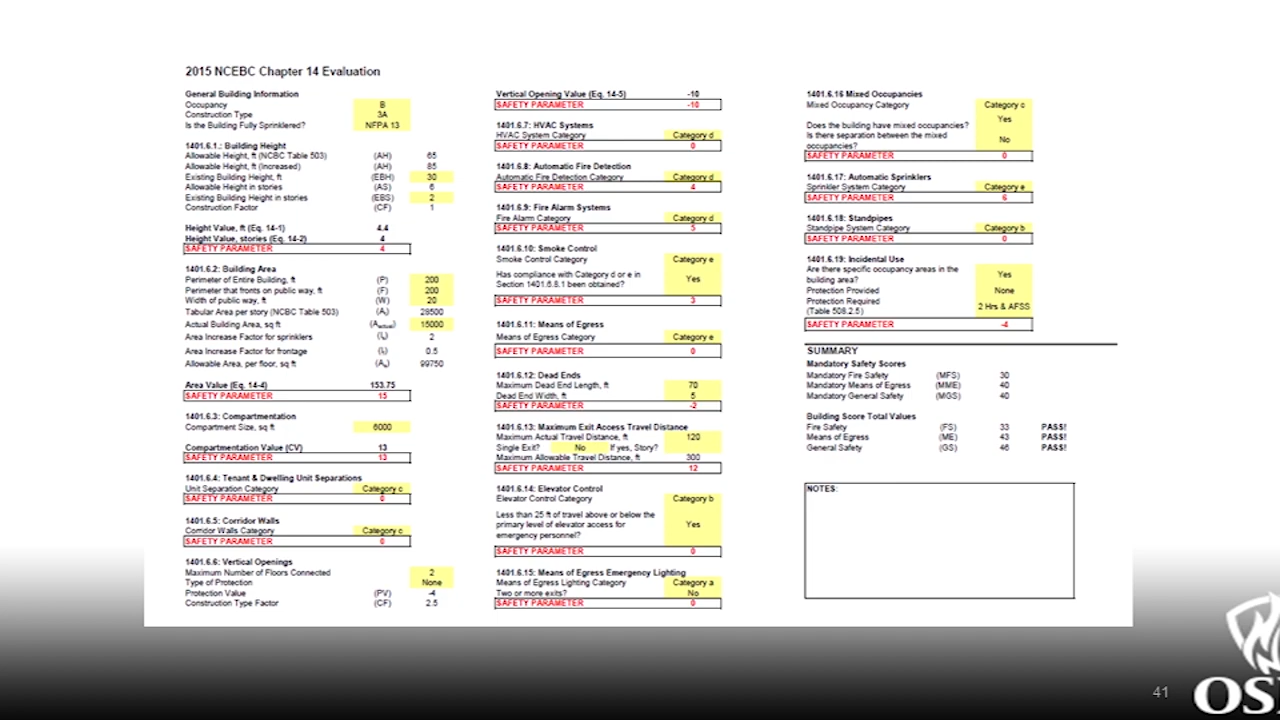 2015 NCEBC Chapter 14 Evaluation
General Building Information
Occupancy B
Construction Type 3A
Is the Building Fully Sprinklered? NFPA 13
1401.6.1.: Building Height
Allowable Height, ft (NCBC Table 503) (AH) 65
Allowable Height, ft (Increased) (AH) 85
Existing Building Height, ft (EBH) 30
Allowable Height in stories (AS) 6
Existing Building Height in stories (EBS) 2
Construction Factor (CF) 1
Height Value, ft (Eq. 14-1) 4.4
Height Value, stories (Eq. 14-2) 4
SAFETY PARAMETER 4
1401.6.2: Building Area
Perimeter of Entire Building, ft (P) 200
Perimeter that fronts on public way, ft (F) 200
Width of public way, ft (W) 20
Tabular Area per story (NCBC Table 503) 28500
Actual Building Area, sq ft (Aactual) 15000
Area Increase Factor for sprinklers 2
Area Increase Factor for frontage 0.5
Allowable Area, per floor, sq ft 99750
Area Value (Eq. 14-4) 153.75
SAFETY PARAMETER 15
1401.6.3: Compartmentation
Compartment Size, sq ft 6000
Compartmentation Value (CV) 13
SAFETY PARAMETER 13
1401.6.4: Tenant & Dwelling Unit Separations
Unit Separation Category Category c
SAFETY PARAMETER 0
1401.6.5: Corridor Walls
Corridor Walls Category Category c
SAFETY PARAMETER 0
1401.6.6: Vertical Openings
Maximum Number of Floors Connected 2
Type of Protection None
Protection Value (PV) -4
Construction Type Factor (CF) 2.5
Vertical Opening Value (Eq. 14-5) -10
SAFETY PARAMETER -10
1401.6.7: HVAC Systems
HVAC System Category Category d
SAFETY PARAMETER 0
1401.6.8: Automatic Fire Detection
Automatic Fire Detection Category Category d
SAFETY PARAMETER 4
1401.6.9: Fire Alarm Systems
Fire Alarm Category Category d
SAFETY PARAMETER 5
1401.6.10: Smoke Control
Smoke Control Category Category e
Has compliance with Category d or e in
Section 1401.6.8.1 been obtained? Yes
SAFETY PARAMETER 3
1401.6.11: Means of Egress
Means of Egress Category Category e
SAFETY PARAMETER 0
1401.6.12: Dead Ends
Maximum Dead End Length, ft 70
Dead End Width, ft 5
SAFETY PARAMETER -2
1401.6.13: Maximum Exit Access Travel Distance
Maximum Actual Travel Distance, ft 120
Single Exit? No If yes, Story?
Maximum Allowable Travel Distance, ft 300
SAFETY PARAMETER 12
1401.6.14: Elevator Control
Elevator Control Category Category b
Less than 25 ft of travel above or below the
primary level of elevator access for Yes
emergency personnel?
SAFETY PARAMETER 0
1401.6.15: Means of Egress Emergency Lighting
Means of Egress Lighting Category Category a
Two or more exits? No
SAFETY PARAMETER 0
1401.6.16 Mixed Occupancies
Mixed Occupancy Category Category c
Does the building have mixed occupancies? Yes
Is there separation between the mixed
occupancies? No
SAFETY PARAMETER 0
1401.6.17: Automatic Sprinklers
Sprinkler System Category Category e
SAFETY PARAMETER 6
1401.6.18: Standpipes
Standpipe System Category Category b
SAFETY PARAMETER 0
1401.6.19: Incidental Use
Are there specific occupancy areas in the
building area? Yes
Protection Provided None
Protection Required
(Table 508.2.5) 2 Hrs & AFSS
SAFETY PARAMETER -4
SUMMARY
Mandatory Safety Scores
Mandatory Fire Safety (MFS) 30
Mandatory Means of Egress (MME) 40
Mandatory General Safety (MGS) 40
Building Score Total Values
Fire Safety (FS) 33 PASS!
Means of Egress (ME) 43 PASS!
General Safety (GS) 46 PASS!
NOTES:
41